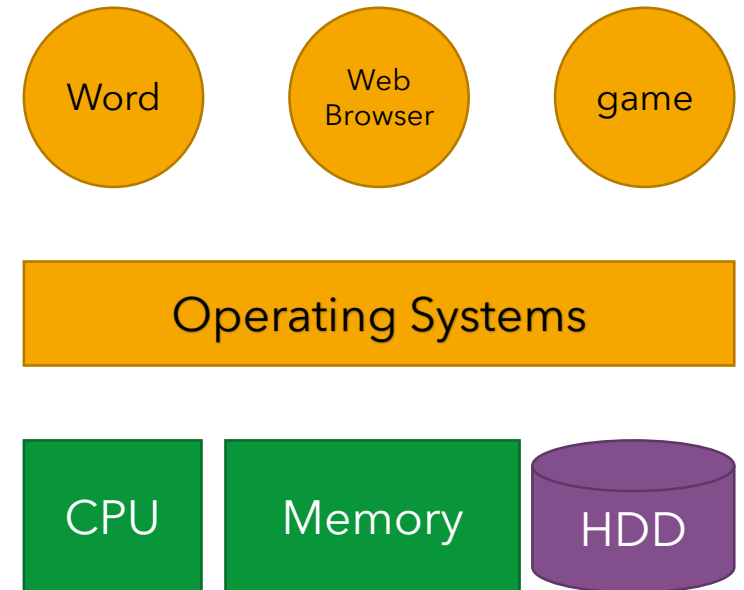 Word
Web
Browser
game
Operating Systems
CPU
Memory
HDD